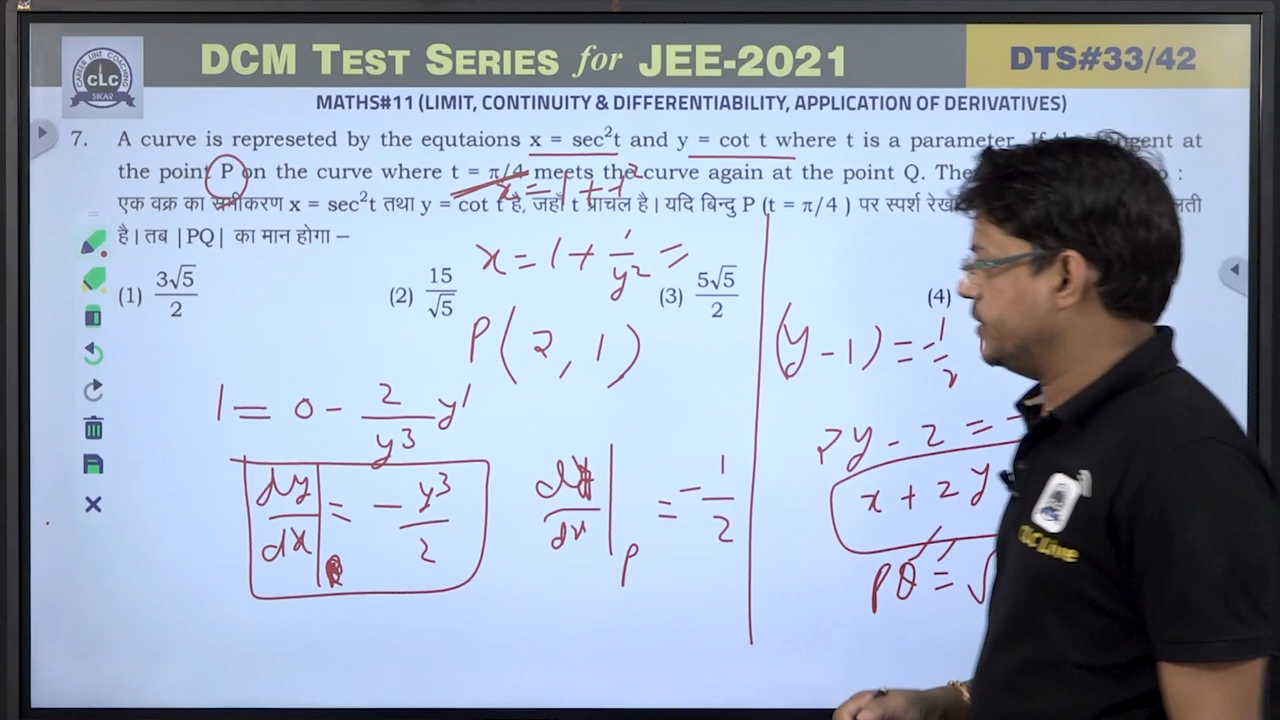 DCM TEST SERIES for JEE-2021
DTS#33/42
CLC
SIKAR
MATHS#11 (LIMIT, CONTINUITY & DIFFERENTIABILITY, APPLICATION OF DERIVATIVES)
7. A curve is represeted by the equtaions x = sec²t and y = cot t where t is a parameter. If
at
the point P on the curve where t = π/4 meets the curve again at the point Q. The
:
x = 1 +
एक वक्र का समीकरण x = sec²t तथा y = cot t है, जहाँ t प्राचल है। यदि बिन्दु P (t = π/4 ) पर स्पर्श
है। तब |PQ| का मान होगा –
x = 1 + 1/y² =
(1) 3√5/2
(2) 15/√5
(3) 5√5/2
(4)
P(2, 1)
(y - 1) = -1/2
1 = 0 - 2/y³ y'
2y - 2 = -
dy/dx = - y³/2
dx
P
= - 1/2
x + 2y
PQ = √
CLC Live